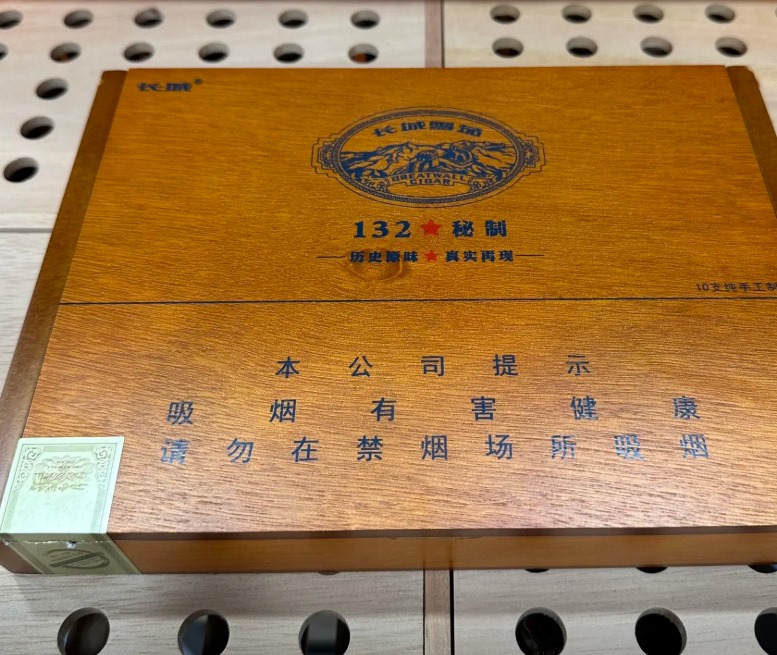 长城®
长城雪茄
GREATWALL
CIGAR
132★秘制
历史原味★真实再现
10支纯手工制
本公司提示
吸烟有害健康
请勿在禁烟场所吸烟